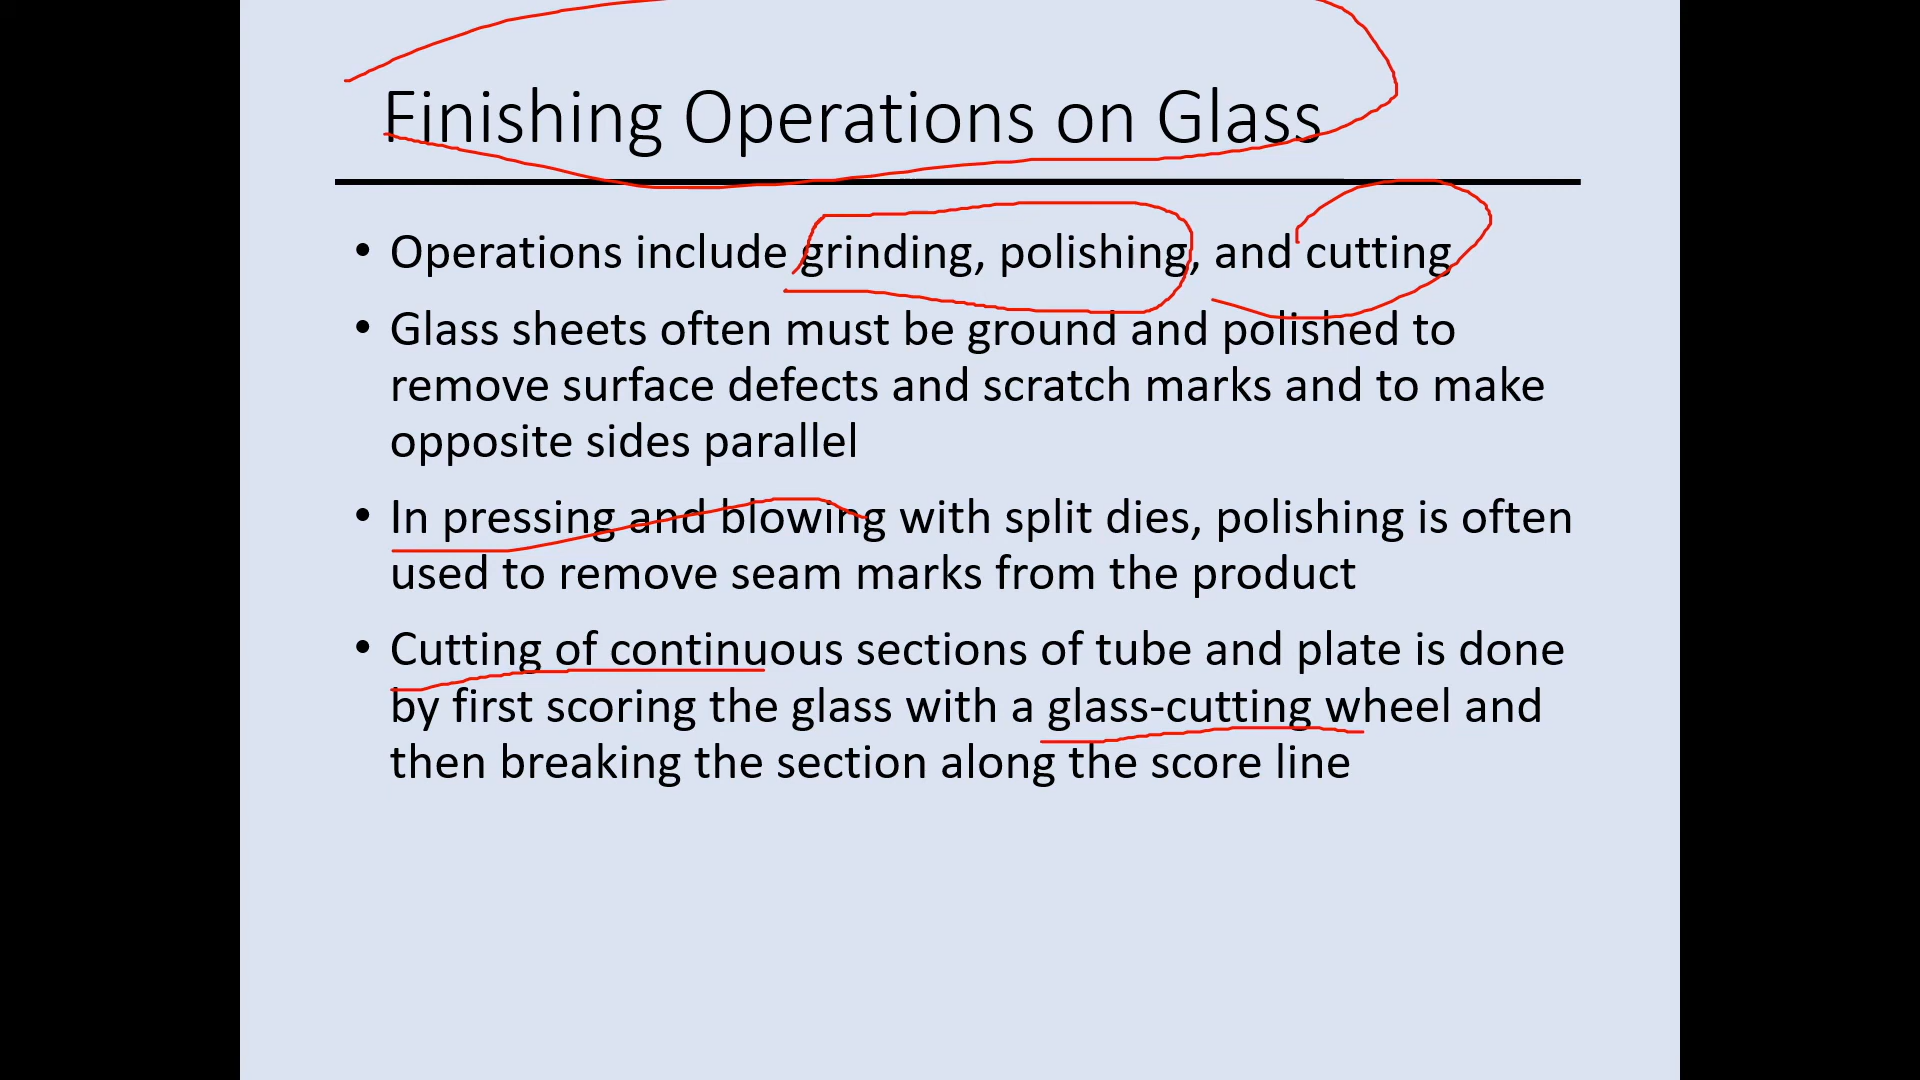 Finishing Operations on Glass
• Operations include grinding, polishing, and cutting
• Glass sheets often must be ground and polished to
remove surface defects and scratch marks and to make
opposite sides parallel
• In pressing and blowing with split dies, polishing is often
used to remove seam marks from the product
• Cutting of continuous sections of tube and plate is done
by first scoring the glass with a glass-cutting wheel and
then breaking the section along the score line